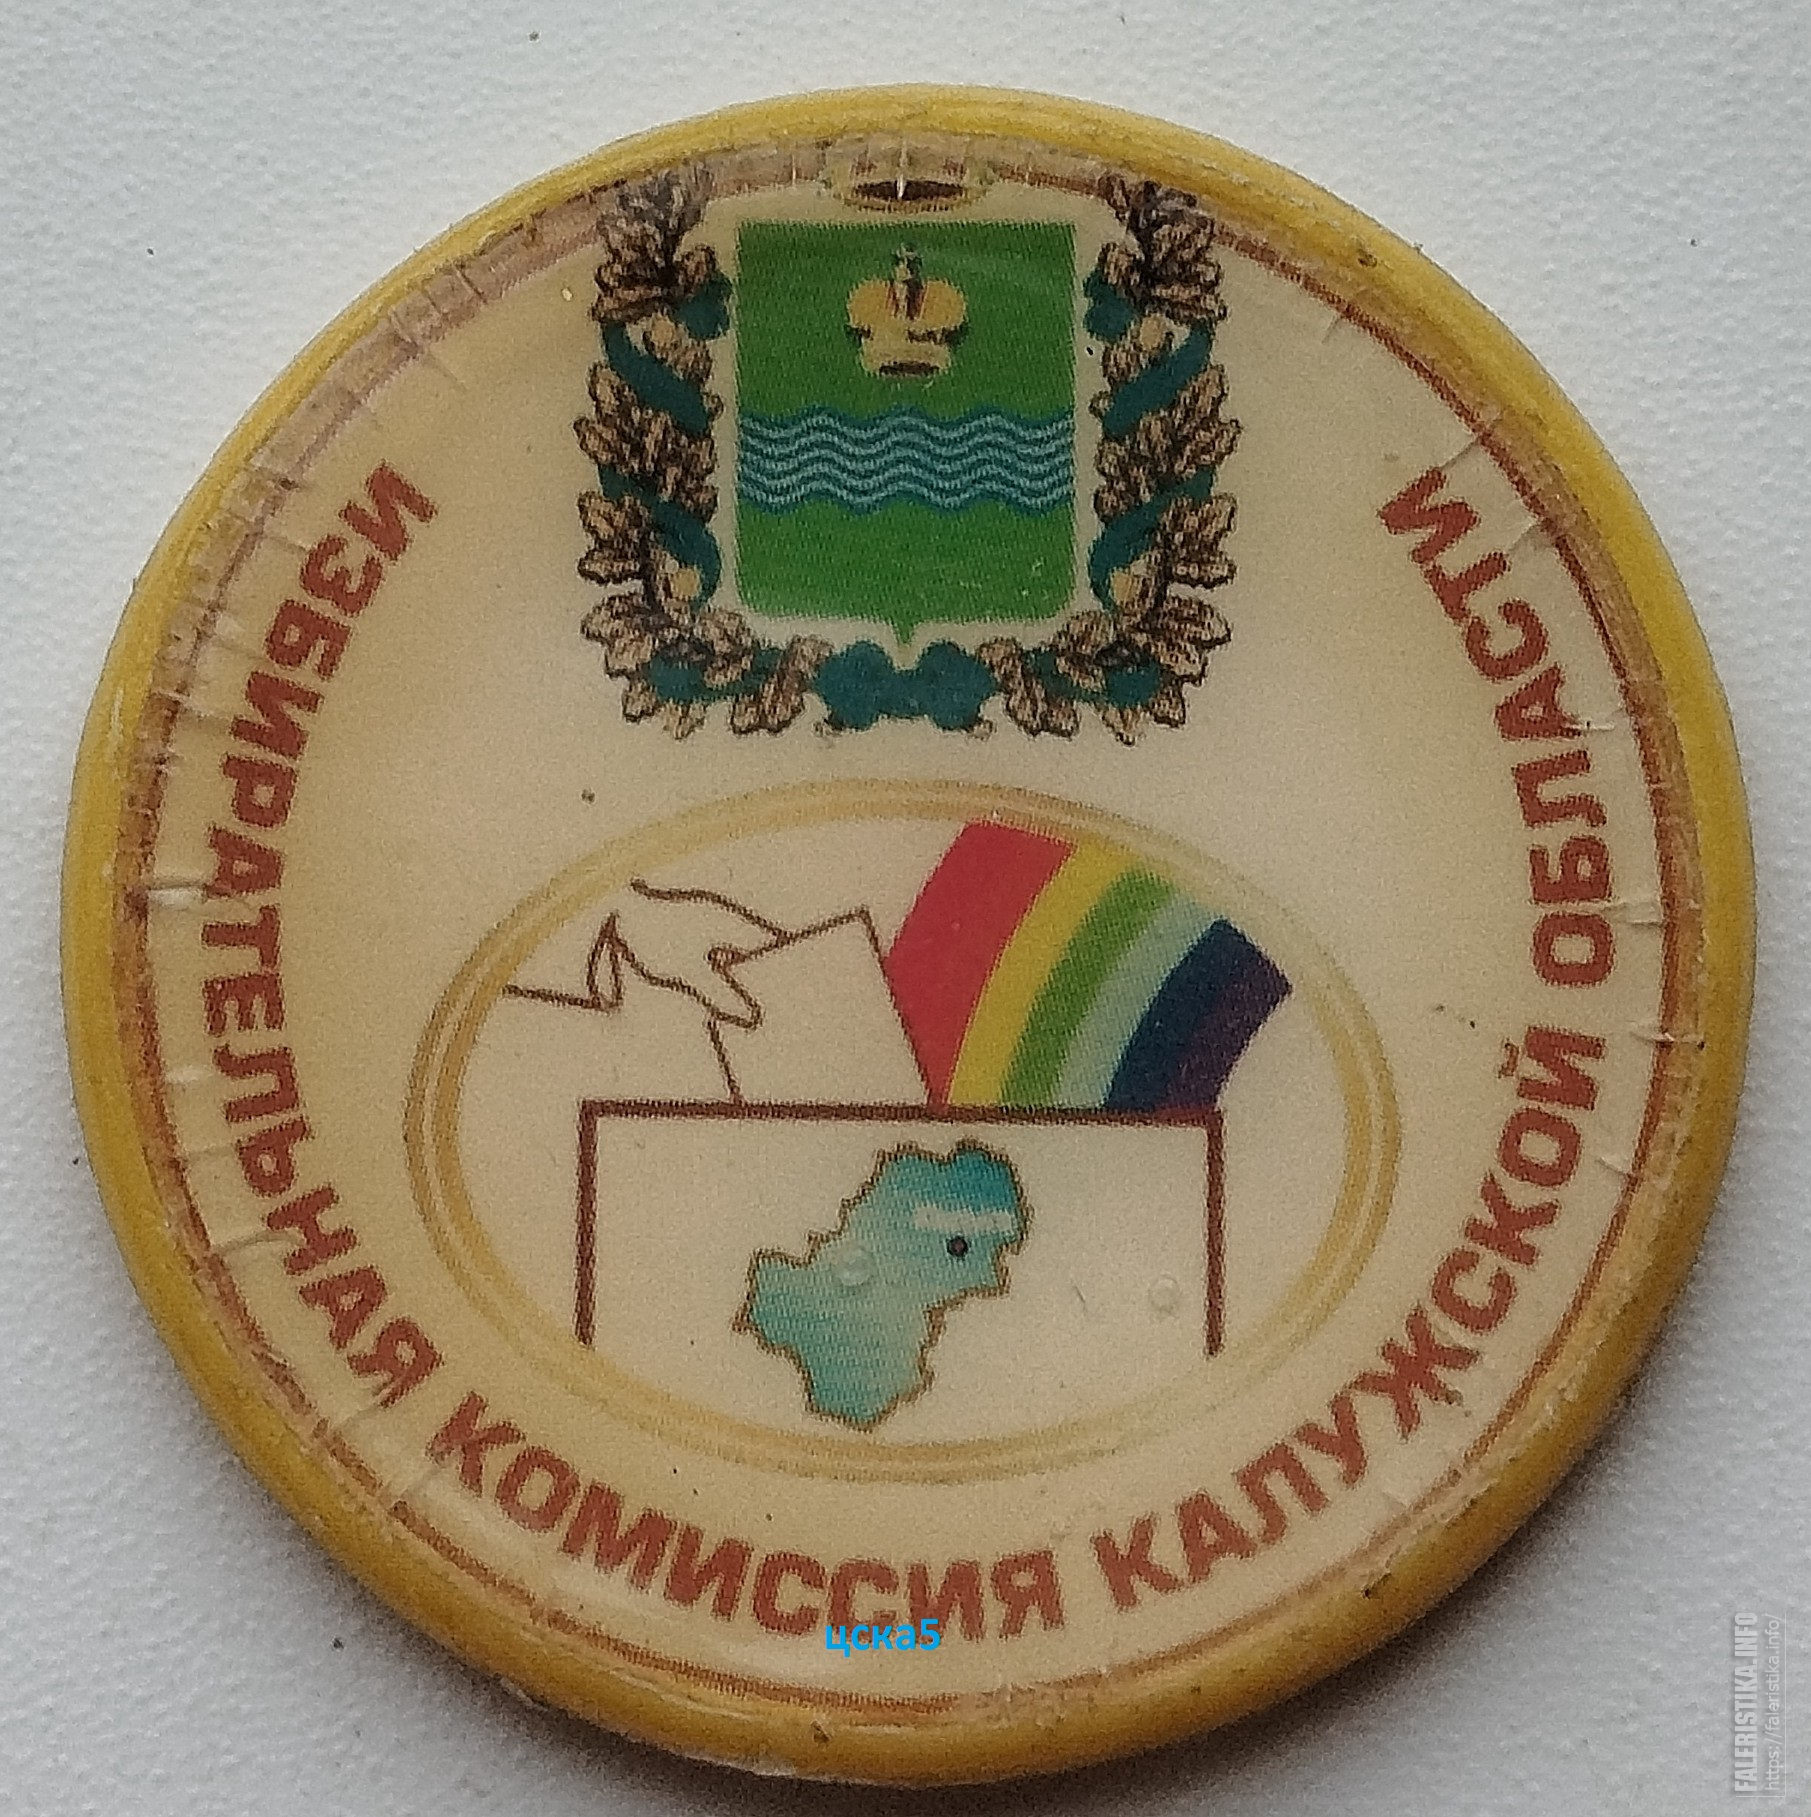 ИЗБИРАТЕЛЬНАЯ КОМИССИЯ КАЛУЖСКОЙ ОБЛАСТИ
цска5
FALERISTIKA.INFO
https://faleristika.info/